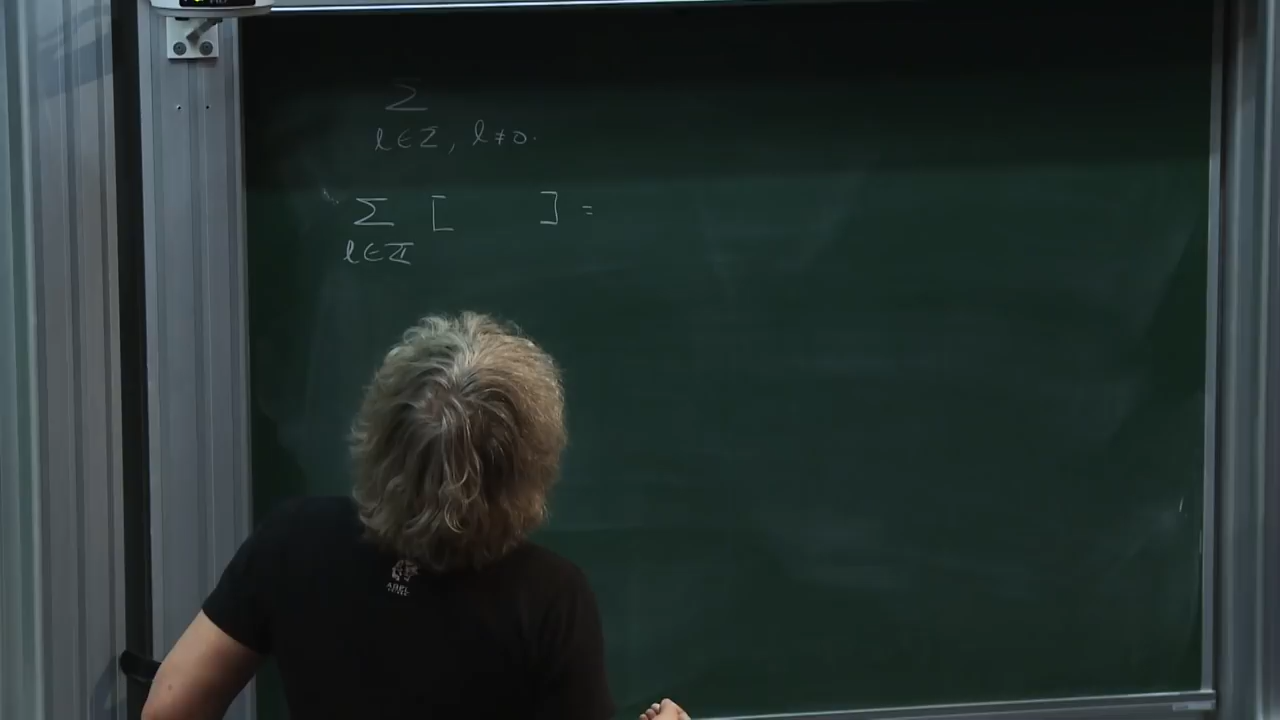 Σ
l ∈ ℤ, l ≠ 0.
Σ [ ] =
l ∈ ℤ